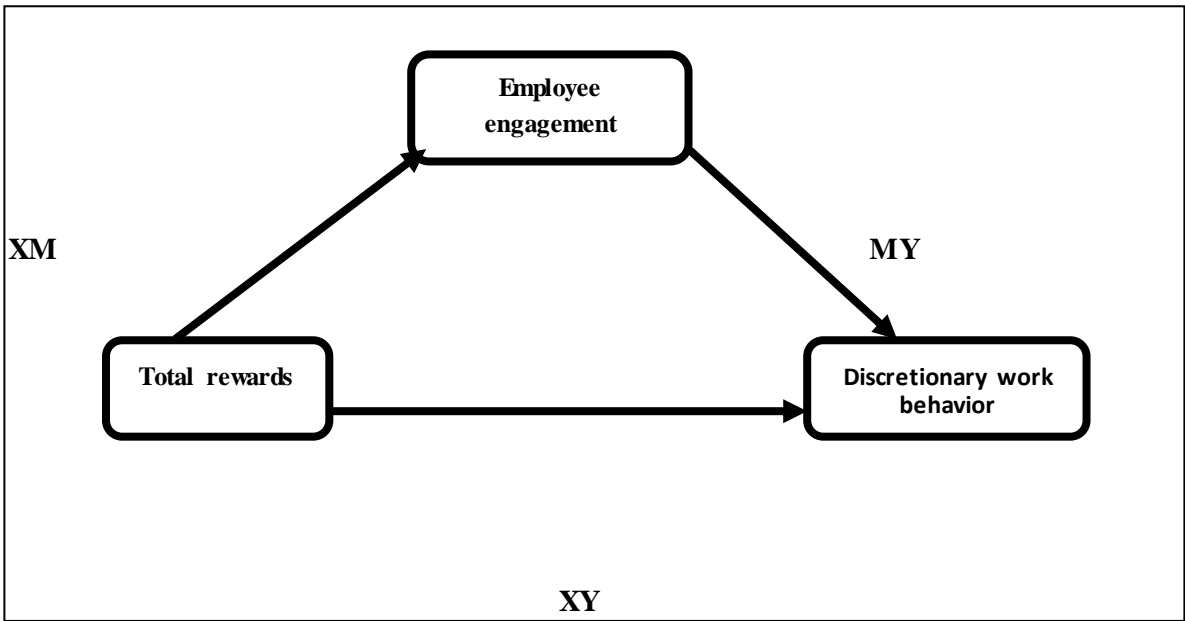 Employee
engagement
XM
MY
Total rewards
Discretionary work
behavior
XY